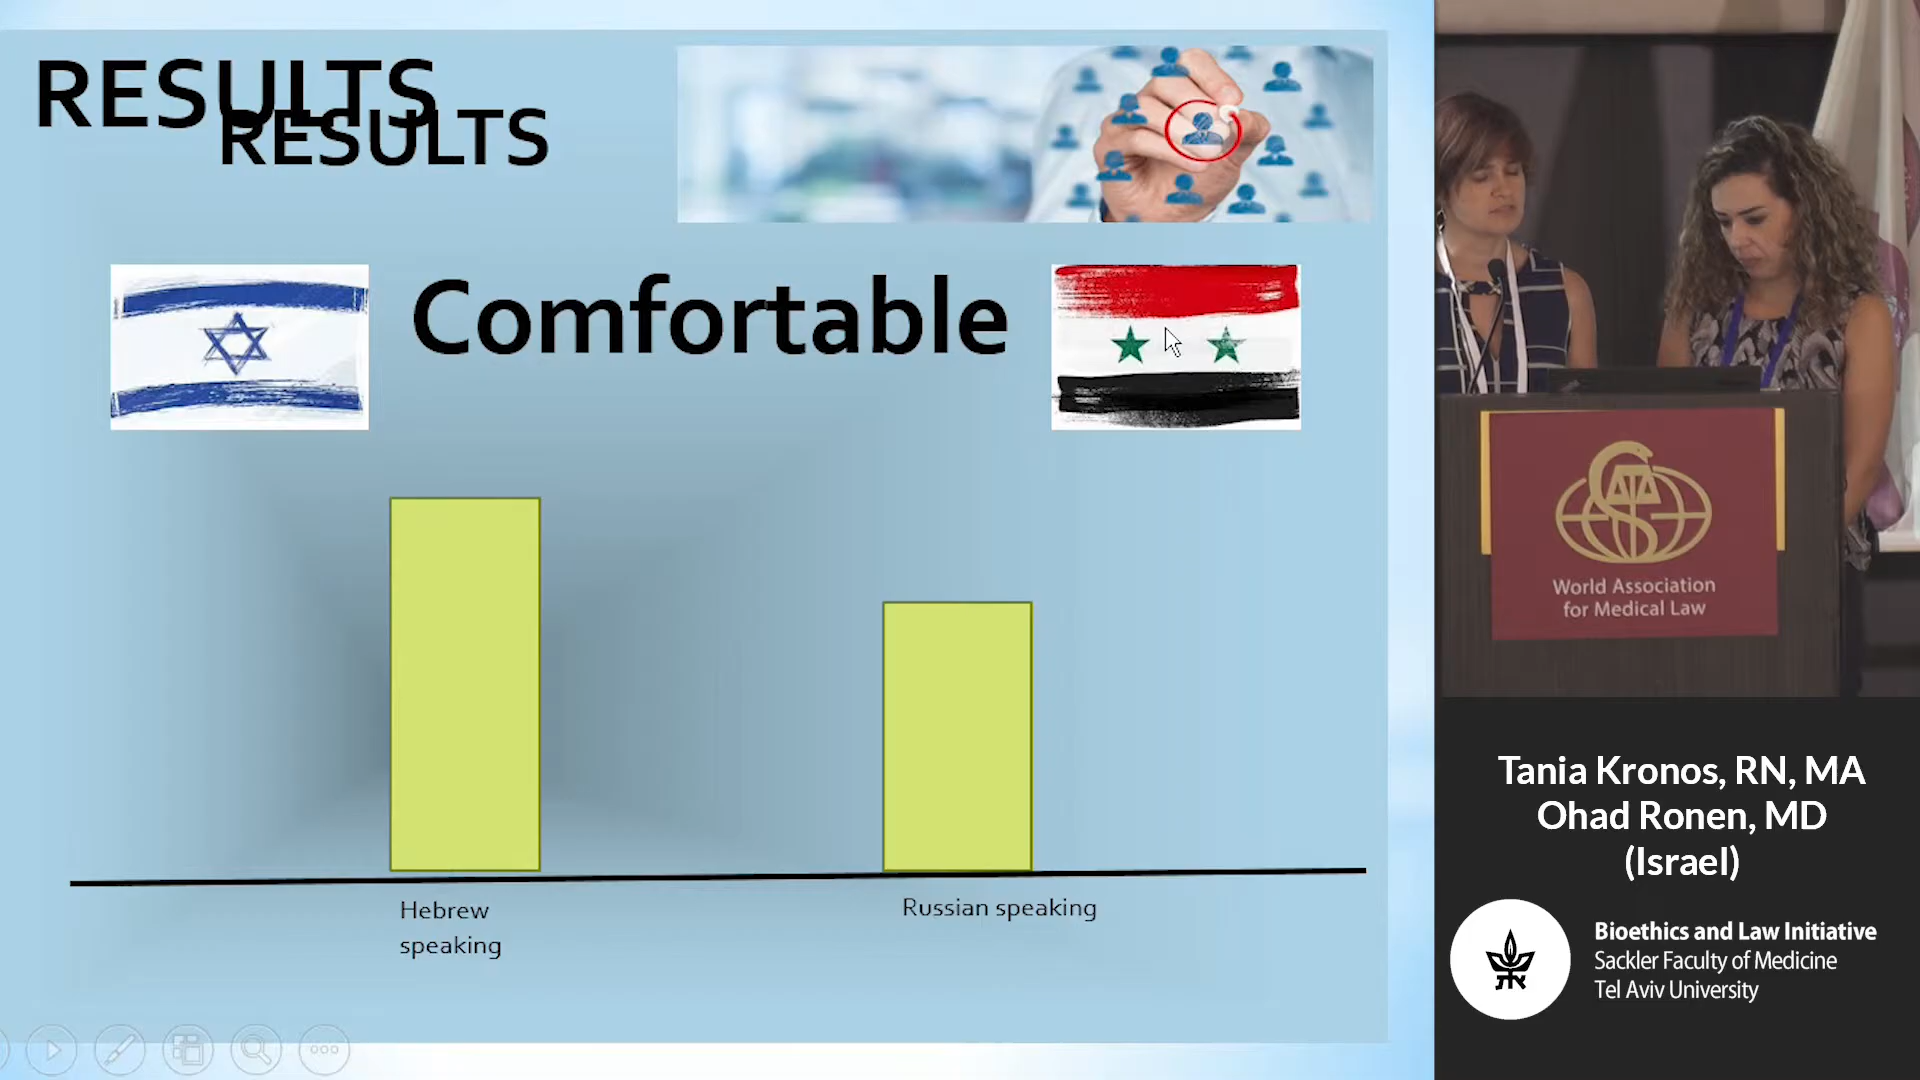 RESULTS
RESULTS
Comfortable
Hebrew
speaking
Russian speaking
World Association
for Medical Law
Tania Kronos, RN, MA
Ohad Ronen, MD
(Israel)
Bioethics and Law Initiative
Sackler Faculty of Medicine
Tel Aviv University